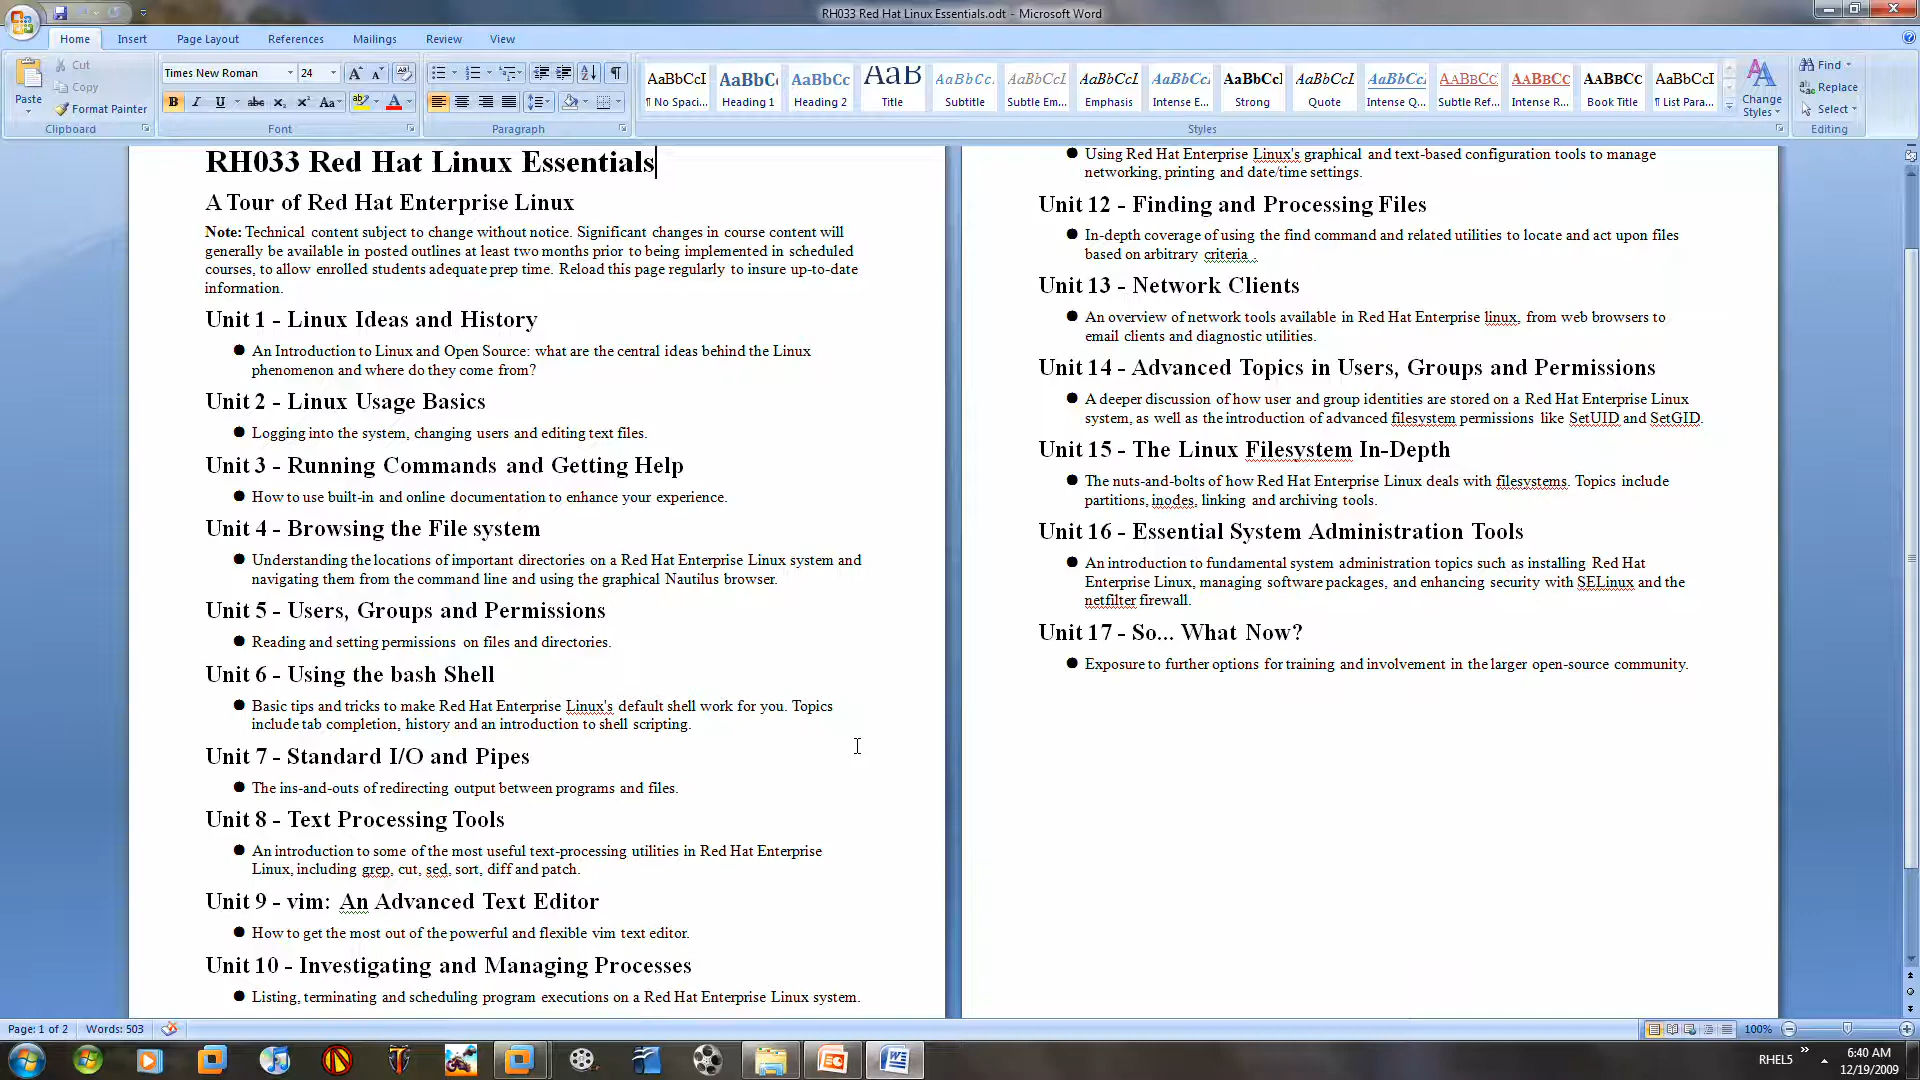 RH033 Red Hat Linux Essentials.odt - Microsoft Word
Home Insert Page Layout References Mailings Review View
Paste
Cut
Copy
Format Painter
Clipboard
Times New Roman 24
Font
Paragraph
AaBbCcI AaBbC AaBbCc AaB AaBbCc. AaBbCcI AaBbCcI AaBbCcI AaBbCcl AaBbCcI AaBbCcI AABBCC AABBCC AABBCC AaBbCcI
¶ No Spaci... Heading 1 Heading 2 Title Subtitle Subtle Em... Emphasis Intense E... Strong Quote Intense Q... Subtle Ref... Intense R... Book Title ¶ List Para...
Change Styles
Styles
Find
Replace
Select
Editing
RH033 Red Hat Linux Essentials
A Tour of Red Hat Enterprise Linux
Note: Technical content subject to change without notice. Significant changes in course content will
generally be available in posted outlines at least two months prior to being implemented in scheduled
courses, to allow enrolled students adequate prep time. Reload this page regularly to insure up-to-date
information.
Unit 1 - Linux Ideas and History
● An Introduction to Linux and Open Source: what are the central ideas behind the Linux
phenomenon and where do they come from?
Unit 2 - Linux Usage Basics
● Logging into the system, changing users and editing text files.
Unit 3 - Running Commands and Getting Help
● How to use built-in and online documentation to enhance your experience.
Unit 4 - Browsing the File system
● Understanding the locations of important directories on a Red Hat Enterprise Linux system and
navigating them from the command line and using the graphical Nautilus browser.
Unit 5 - Users, Groups and Permissions
● Reading and setting permissions on files and directories.
Unit 6 - Using the bash Shell
● Basic tips and tricks to make Red Hat Enterprise Linux's default shell work for you. Topics
include tab completion, history and an introduction to shell scripting.
Unit 7 - Standard I/O and Pipes
● The ins-and-outs of redirecting output between programs and files.
Unit 8 - Text Processing Tools
● An introduction to some of the most useful text-processing utilities in Red Hat Enterprise
Linux, including grep, cut, sed, sort, diff and patch.
Unit 9 - vim: An Advanced Text Editor
● How to get the most out of the powerful and flexible vim text editor.
Unit 10 - Investigating and Managing Processes
● Listing, terminating and scheduling program executions on a Red Hat Enterprise Linux system.
● Using Red Hat Enterprise Linux's graphical and text-based configuration tools to manage
networking, printing and date/time settings.
Unit 12 - Finding and Processing Files
● In-depth coverage of using the find command and related utilities to locate and act upon files
based on arbitrary criteria .
Unit 13 - Network Clients
● An overview of network tools available in Red Hat Enterprise linux, from web browsers to
email clients and diagnostic utilities.
Unit 14 - Advanced Topics in Users, Groups and Permissions
● A deeper discussion of how user and group identities are stored on a Red Hat Enterprise Linux
system, as well as the introduction of advanced filesystem permissions like SetUID and SetGID.
Unit 15 - The Linux Filesystem In-Depth
● The nuts-and-bolts of how Red Hat Enterprise Linux deals with filesystems. Topics include
partitions, inodes, linking and archiving tools.
Unit 16 - Essential System Administration Tools
● An introduction to fundamental system administration topics such as installing Red Hat
Enterprise Linux, managing software packages, and enhancing security with SELinux and the
netfilter firewall.
Unit 17 - So... What Now?
● Exposure to further options for training and involvement in the larger open-source community.
Page: 1 of 2 Words: 503
100%
RHEL5
6:40 AM
12/19/2009